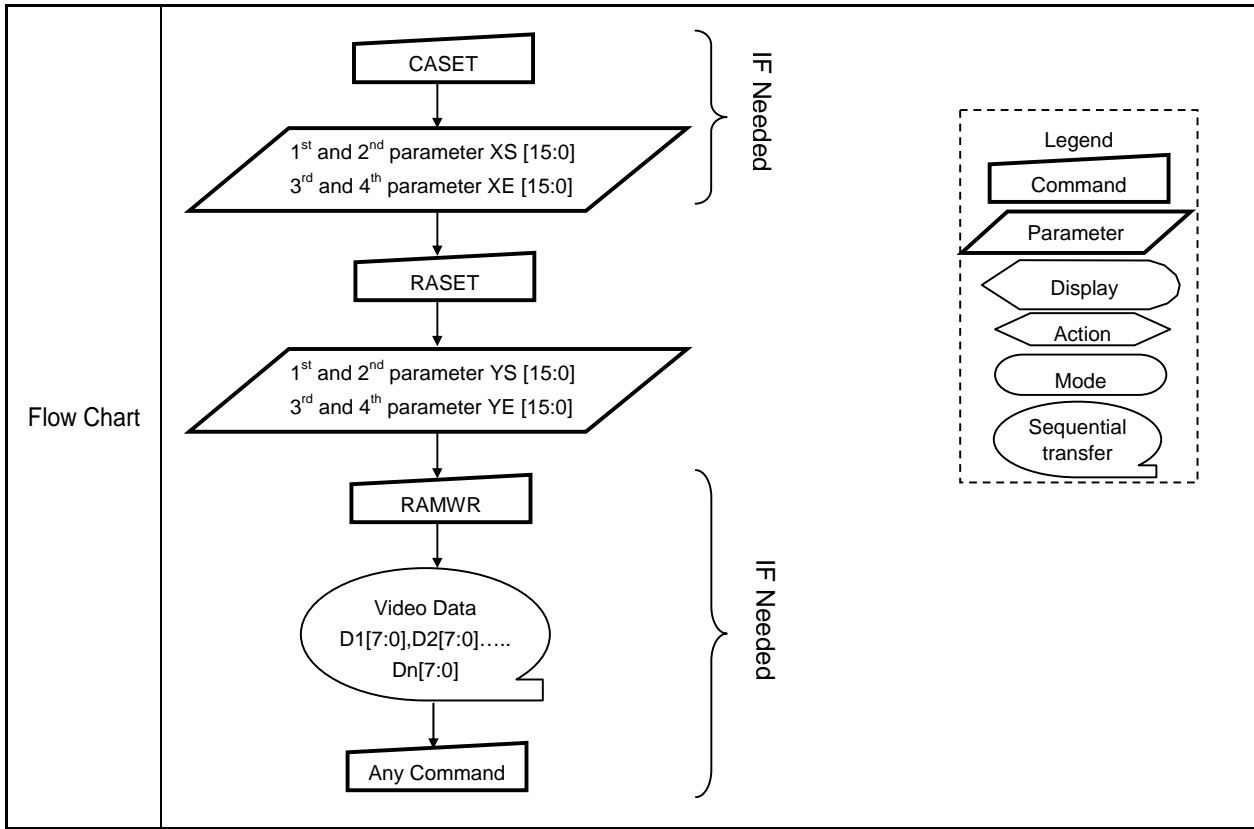 Flow Chart
CASET
1st and 2nd parameter XS [15:0]
3rd and 4th parameter XE [15:0]
IF Needed
RASET
1st and 2nd parameter YS [15:0]
3rd and 4th parameter YE [15:0]
RAMWR
Video Data
D1[7:0],D2[7:0]…..
Dn[7:0]
Any Command
IF Needed
Legend
Command
Parameter
Display
Action
Mode
Sequential
transfer